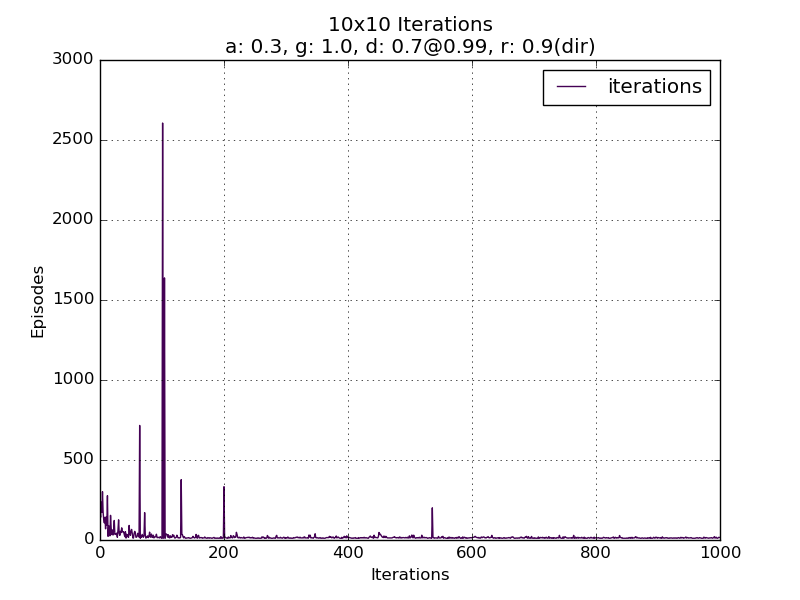 10x10 Iterations
a: 0.3, g: 1.0, d: 0.7@0.99, r: 0.9(dir)
3000
iterations
2500
2000
Episodes
1500
1000
500
0
0 200 400 600 800 1000
Iterations